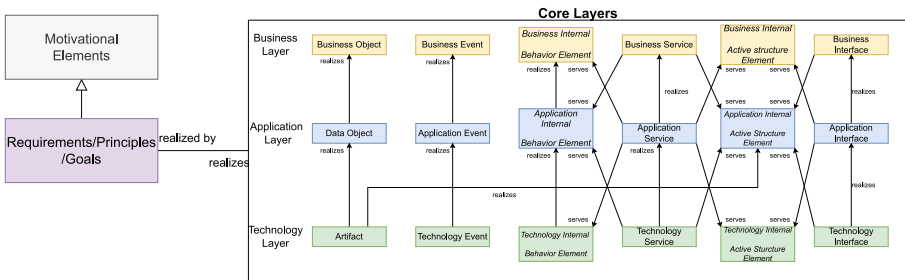 Core Layers
Motivational
Elements
Requirements/Principles
/Goals
realized by
realizes
Business
Layer
Business Object
Business Event
Business Internal
Behavior Element
Business Service
Business Internal
Active structure
Element
Business
Interface
realizes
realizes
realizes
serves
realizes
serves
serves
realizes
serves
serves
Application
Layer
Data Object
Application Event
Application
Internal
Behavior Element
Application
Service
Application Internal
Active Structure
Element
Application
Interface
realizes
realizes
realizes
serves
realizes
serves
serves
realizes
realizes
serves
serves
serves
Technology
Layer
Artifact
Technology Event
Technology Internal
Behavior Element
Technology
Service
Technology Internal
Active Sturcture
Element
Technology
Interface